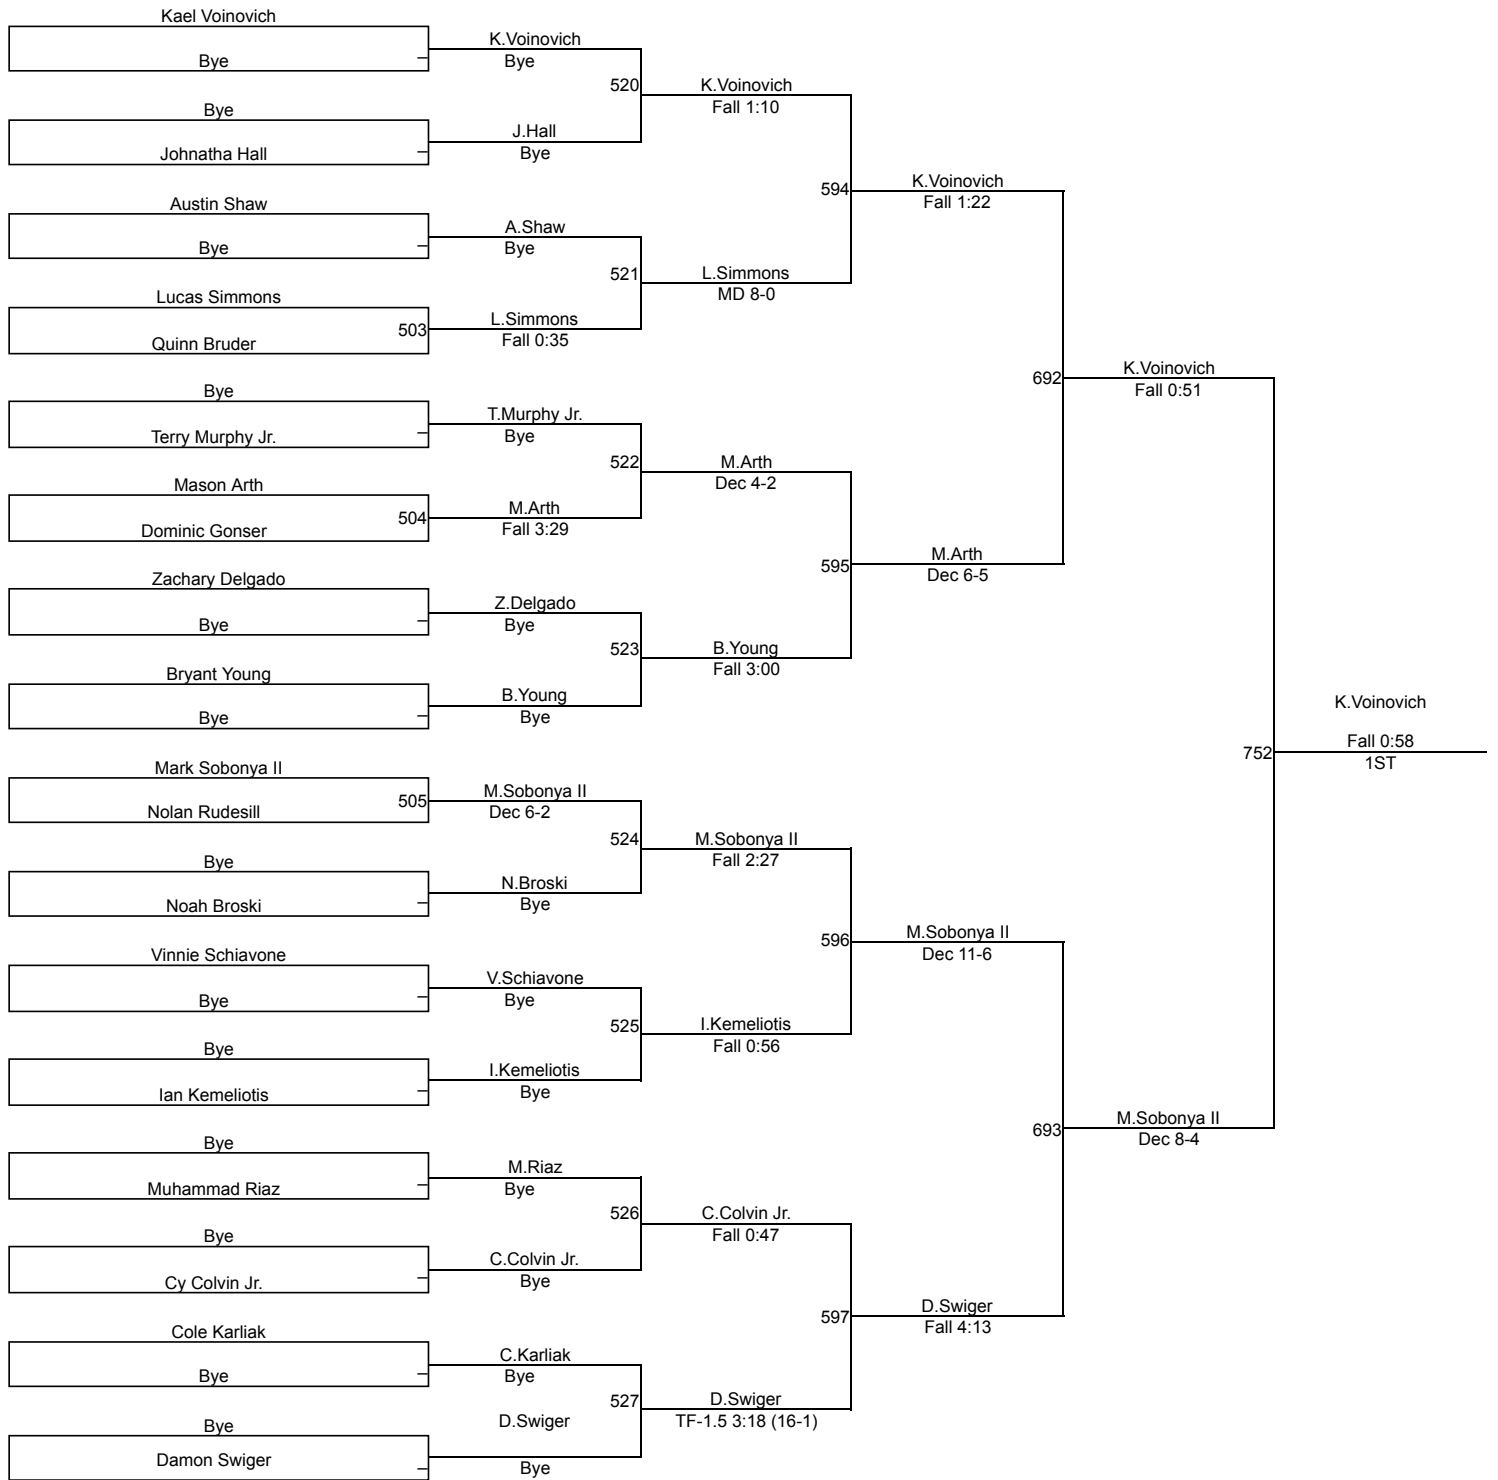 Kael Voinovich
Bye
Bye
Johnatha Hall
Austin Shaw
Bye
Lucas Simmons
503
Quinn Bruder
Bye
Terry Murphy Jr.
Mason Arth
504
Dominic Gonser
Zachary Delgado
Bye
Bryant Young
Bye
Mark Sobonya II
505
Nolan Rudesill
Bye
Noah Broski
Vinnie Schiavone
Bye
Bye
Ian Kemeliotis
Bye
Muhammad Riaz
Bye
Cy Colvin Jr.
Cole Karliak
Bye
Bye
Damon Swiger
K.Voinovich
Bye
520
J.Hall
Bye
A.Shaw
Bye
521
L.Simmons
Fall 0:35
T.Murphy Jr.
Bye
522
M.Arth
Fall 3:29
Z.Delgado
Bye
523
B.Young
Bye
M.Sobonya II
Dec 6-2
524
N.Broski
Bye
V.Schiavone
Bye
525
I.Kemeliotis
Bye
M.Riaz
Bye
526
C.Colvin Jr.
Bye
C.Karliak
Bye
527
D.Swiger
Bye
K.Voinovich
Fall 1:10
594
L.Simmons
MD 8-0
M.Arth
Dec 4-2
595
B.Young
Fall 3:00
M.Sobonya II
Fall 2:27
596
I.Kemeliotis
Fall 0:56
C.Colvin Jr.
Fall 0:47
597
D.Swiger
TF-1.5 3:18 (16-1)
K.Voinovich
Fall 1:22
692
M.Arth
Dec 6-5
M.Sobonya II
Dec 11-6
693
D.Swiger
Fall 4:13
K.Voinovich
Fall 0:51
752
M.Sobonya II
Dec 8-4
K.Voinovich
Fall 0:58
1ST